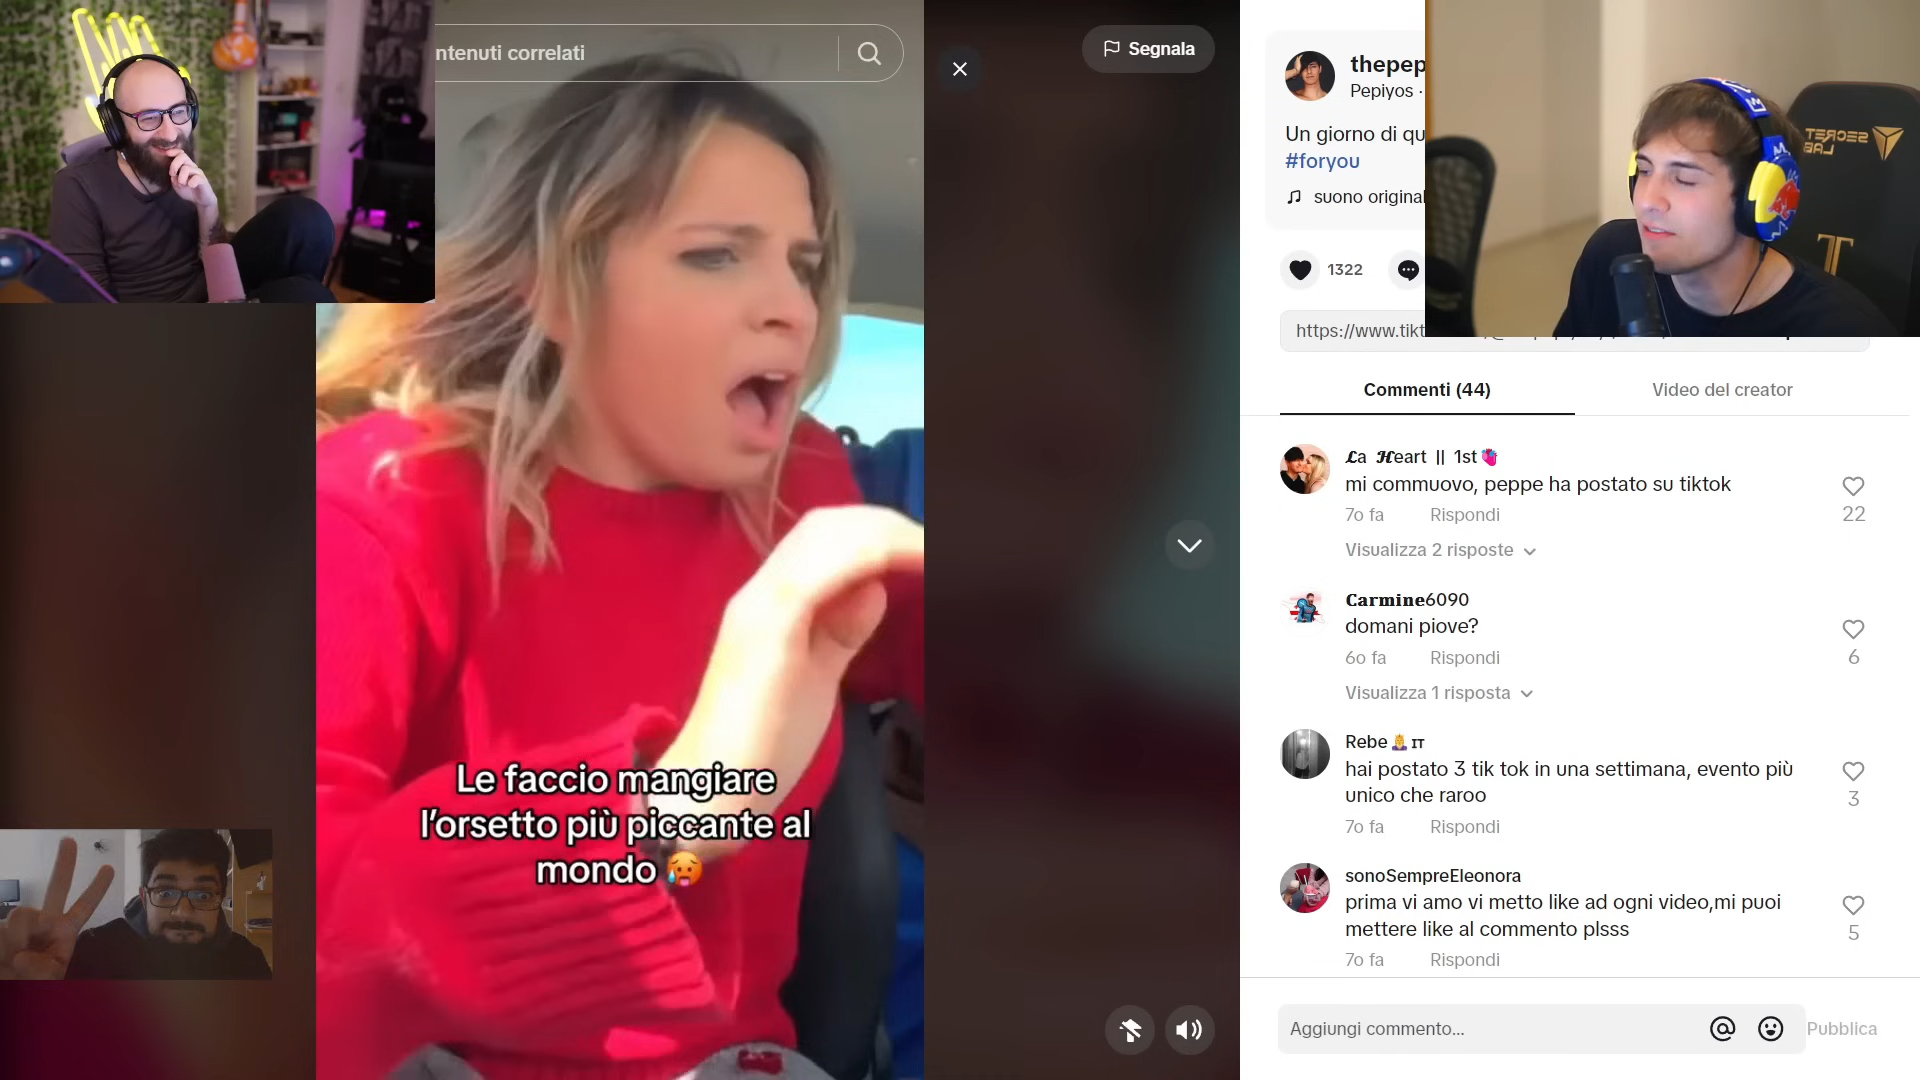 ntenuti correlati
Segnala
Le faccio mangiare
l'orsetto più piccante al
mondo 🥵
thepep
Pepiyos ·
Un giorno di qu
#foryou
suono original
1322
https://www.tikt
SECRET
LAB
Commenti (44)
Video del creator
𝓛a 𝓗eart || 1st🫀
mi commuovo, peppe ha postato su tiktok
7o fa Rispondi
22
Visualizza 2 risposte
𝕮𝖆𝖗𝖒𝖎𝖓𝖊6090
domani piove?
6o fa Rispondi
6
Visualizza 1 risposta
Rebe🤷‍♀️ɪᴛ
hai postato 3 tik tok in una settimana, evento più
unico che raroo
7o fa Rispondi
3
sonoSempreEleonora
prima vi amo vi metto like ad ogni video,mi puoi
mettere like al commento plsss
7o fa Rispondi
5
Aggiungi commento...
Pubblica